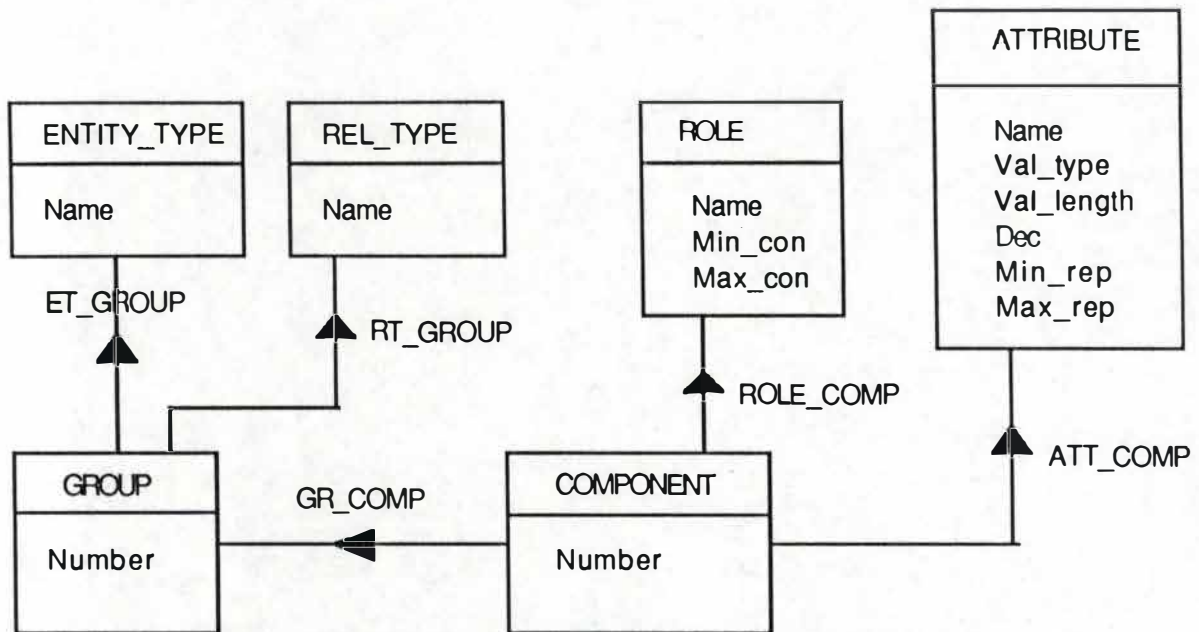 ATTRIBUTE
Name
Val_type
Val_length
Dec
Min_rep
Max_rep
ENTITY_TYPE
Name
REL_TYPE
Name
ROLE
Name
Min_con
Max_con
ET_GROUP
RT_GROUP
ROLE_COMP
ATT_COMP
GROUP
Number
GR_COMP
COMPONENT
Number